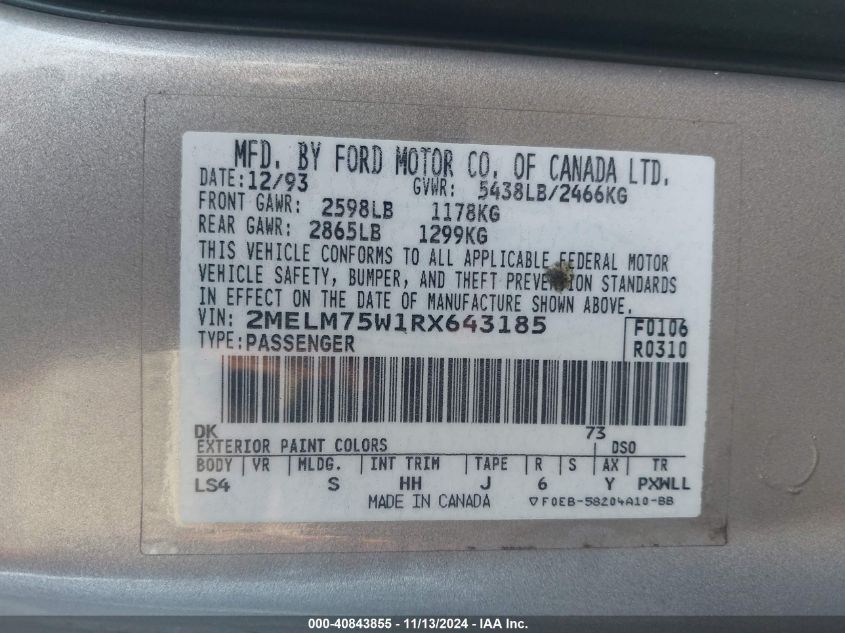 MFD. BY FORD MOTOR CO. OF CANADA LTD.
DATE: 12/93 GVWR: 5438LB/2466KG
FRONT GAWR: 2598LB 1178KG
REAR GAWR: 2865LB 1299KG
THIS VEHICLE CONFORMS TO ALL APPLICABLE FEDERAL MOTOR
VEHICLE SAFETY, BUMPER, AND THEFT PREVENTION STANDARDS
IN EFFECT ON THE DATE OF MANUFACTURE SHOWN ABOVE.
VIN: 2MELM75W1RX643185 F0106
TYPE: PASSENGER R0310
DK 73
EXTERIOR PAINT COLORS DSO
BODY VR MLDG. INT TRIM TAPE R S AX TR
LS4 S HH J 6 Y PXWLL
MADE IN CANADA ▽F0EB-58204A10-BB
000-40843855 - 11/13/2024 - IAAI Inc.